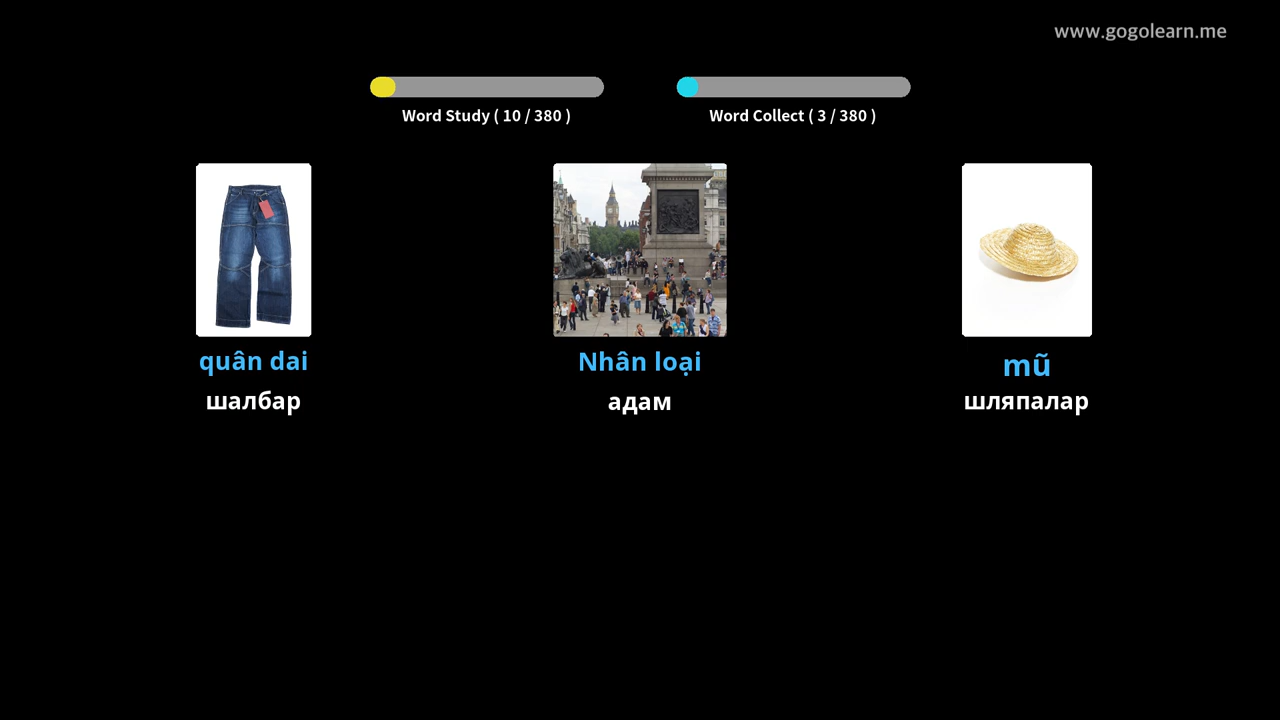 www.gogolearn.me
Word Study ( 10 / 380 )
Word Collect ( 3 / 380 )
quân dai
Nhân loại
mũ
шалбар
адам
шляпалар